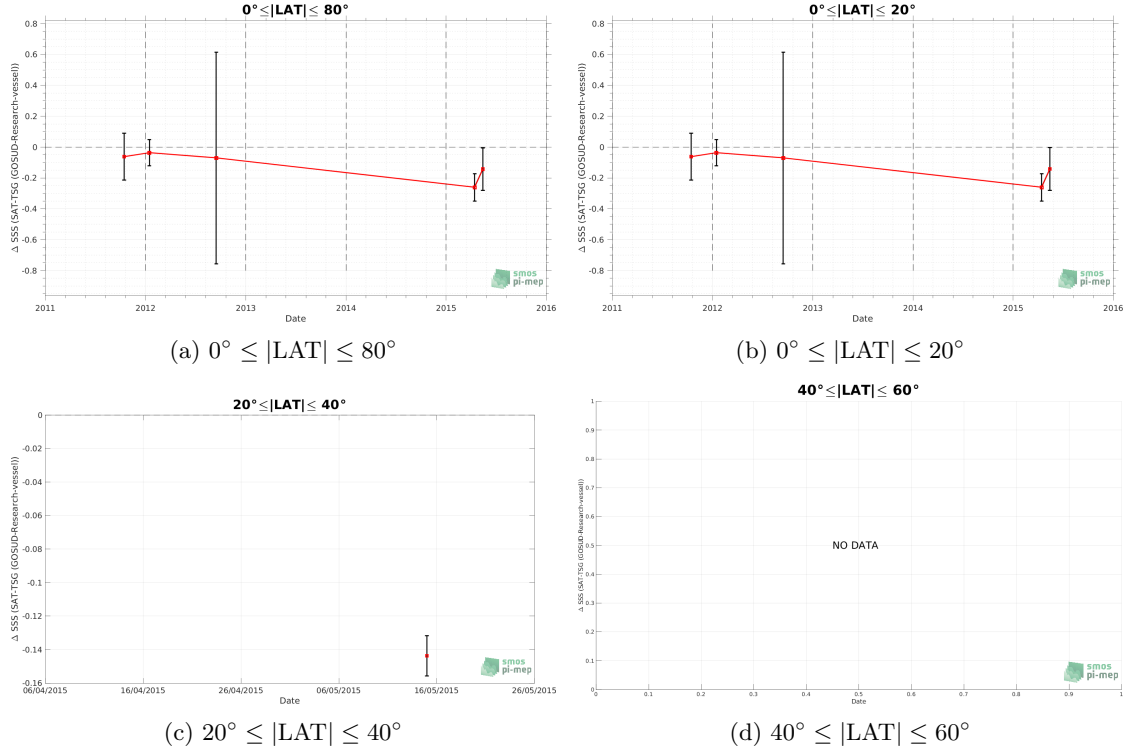 0°≤|LAT|≤ 80°
Δ SSS (SAT-TSG (GOSUD-Research-vessel))
0.8
0.6
0.4
0.2
0
-0.2
-0.4
-0.6
-0.8
2011 2012 2013 2014 2015 2016
Date
smos
pi-mep
(a) 0° ≤ |LAT| ≤ 80°
0°≤|LAT|≤ 20°
Δ SSS (SAT-TSG (GOSUD-Research-vessel))
0.8
0.6
0.4
0.2
0
-0.2
-0.4
-0.6
-0.8
2011 2012 2013 2014 2015 2016
Date
smos
pi-mep
(b) 0° ≤ |LAT| ≤ 20°
20°≤|LAT|≤ 40°
Δ SSS (SAT-TSG (GOSUD-Research-vessel))
0
-0.02
-0.04
-0.06
-0.08
-0.1
-0.12
-0.14
-0.16
06/04/2015 16/04/2015 26/04/2015 06/05/2015 16/05/2015 26/05/2015
Date
smos
pi-mep
(c) 20° ≤ |LAT| ≤ 40°
40°≤|LAT|≤ 60°
Δ SSS (SAT-TSG (GOSUD-Research-vessel))
1
0.9
0.8
0.7
0.6
0.5
0.4
0.3
0.2
0.1
0
NO DATA
0 0.1 0.2 0.3 0.4 0.5 0.6 0.7 0.8 0.9 1
Date
smos
pi-mep
(d) 40° ≤ |LAT| ≤ 60°